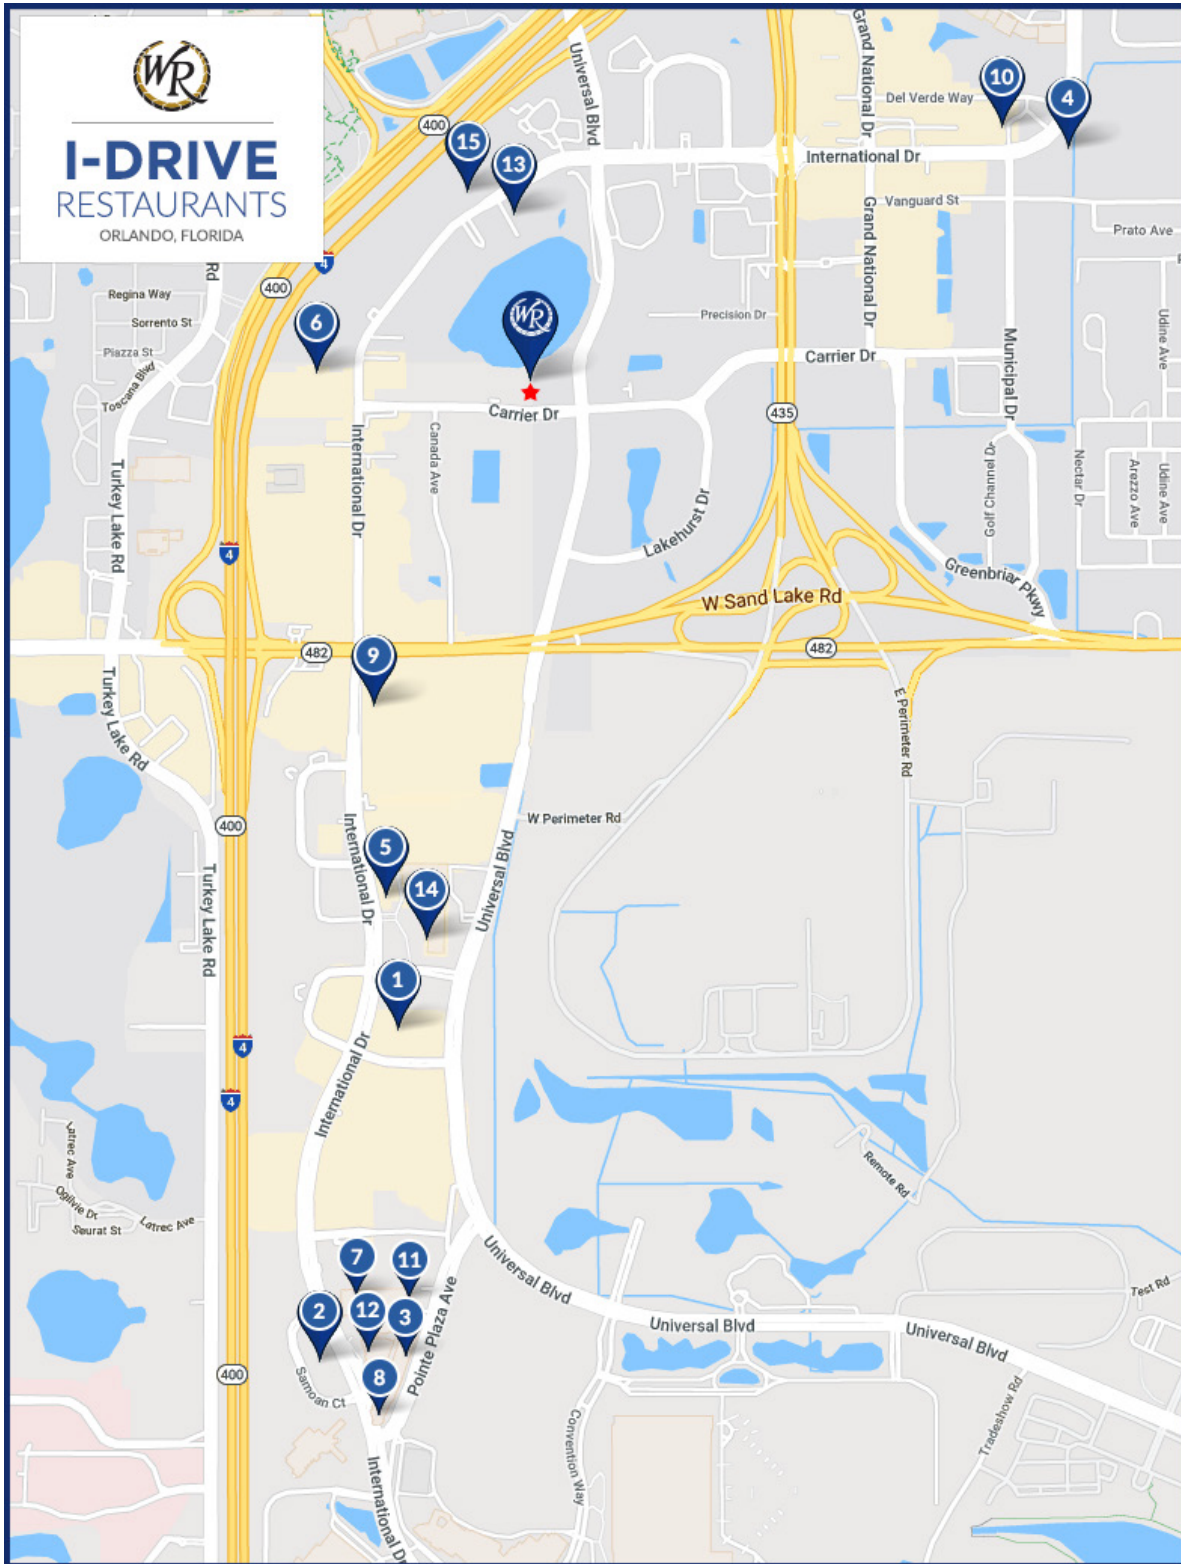 WR
I-DRIVE
RESTAURANTS
ORLANDO, FLORIDA
Universal Blvd
Grand National Dr
Del Verde Way
10
4
400
15
13
International Dr
Vanguard St
Grand National Dr
Prato Ave
4
Rd
400
Regina Way
Sorrento St
Piazza St
Toscana Blvd
6
WR
Precision Dr
Carrier Dr
Municipal Dr
Udine Ave
Carrier Dr
435
International Dr
Canada Ave
Turkey Lake Rd
Lakehurst Dr
Golf Channel Dr
Nectar Dr
Arezzo Ave
Udine Ave
4
W Sand Lake Rd
Greenbriar Pkwy
482
482
9
Turkey Lake Rd
E Perimeter Rd
W Perimeter Rd
400
International Dr
5
14
Universal Blvd
Turkey Lake Rd
1
4
4
International Dr
Latrec Ave
Ogilvie Dr
Seurat St
Latrec Ave
Remote Rd
7
11
2
12
3
8
Pointe Plaza Ave
Universal Blvd
Universal Blvd
Universal Blvd
Test Rd
400
Samoan Ct
Convention Way
Tradeshow Rd
International Dr